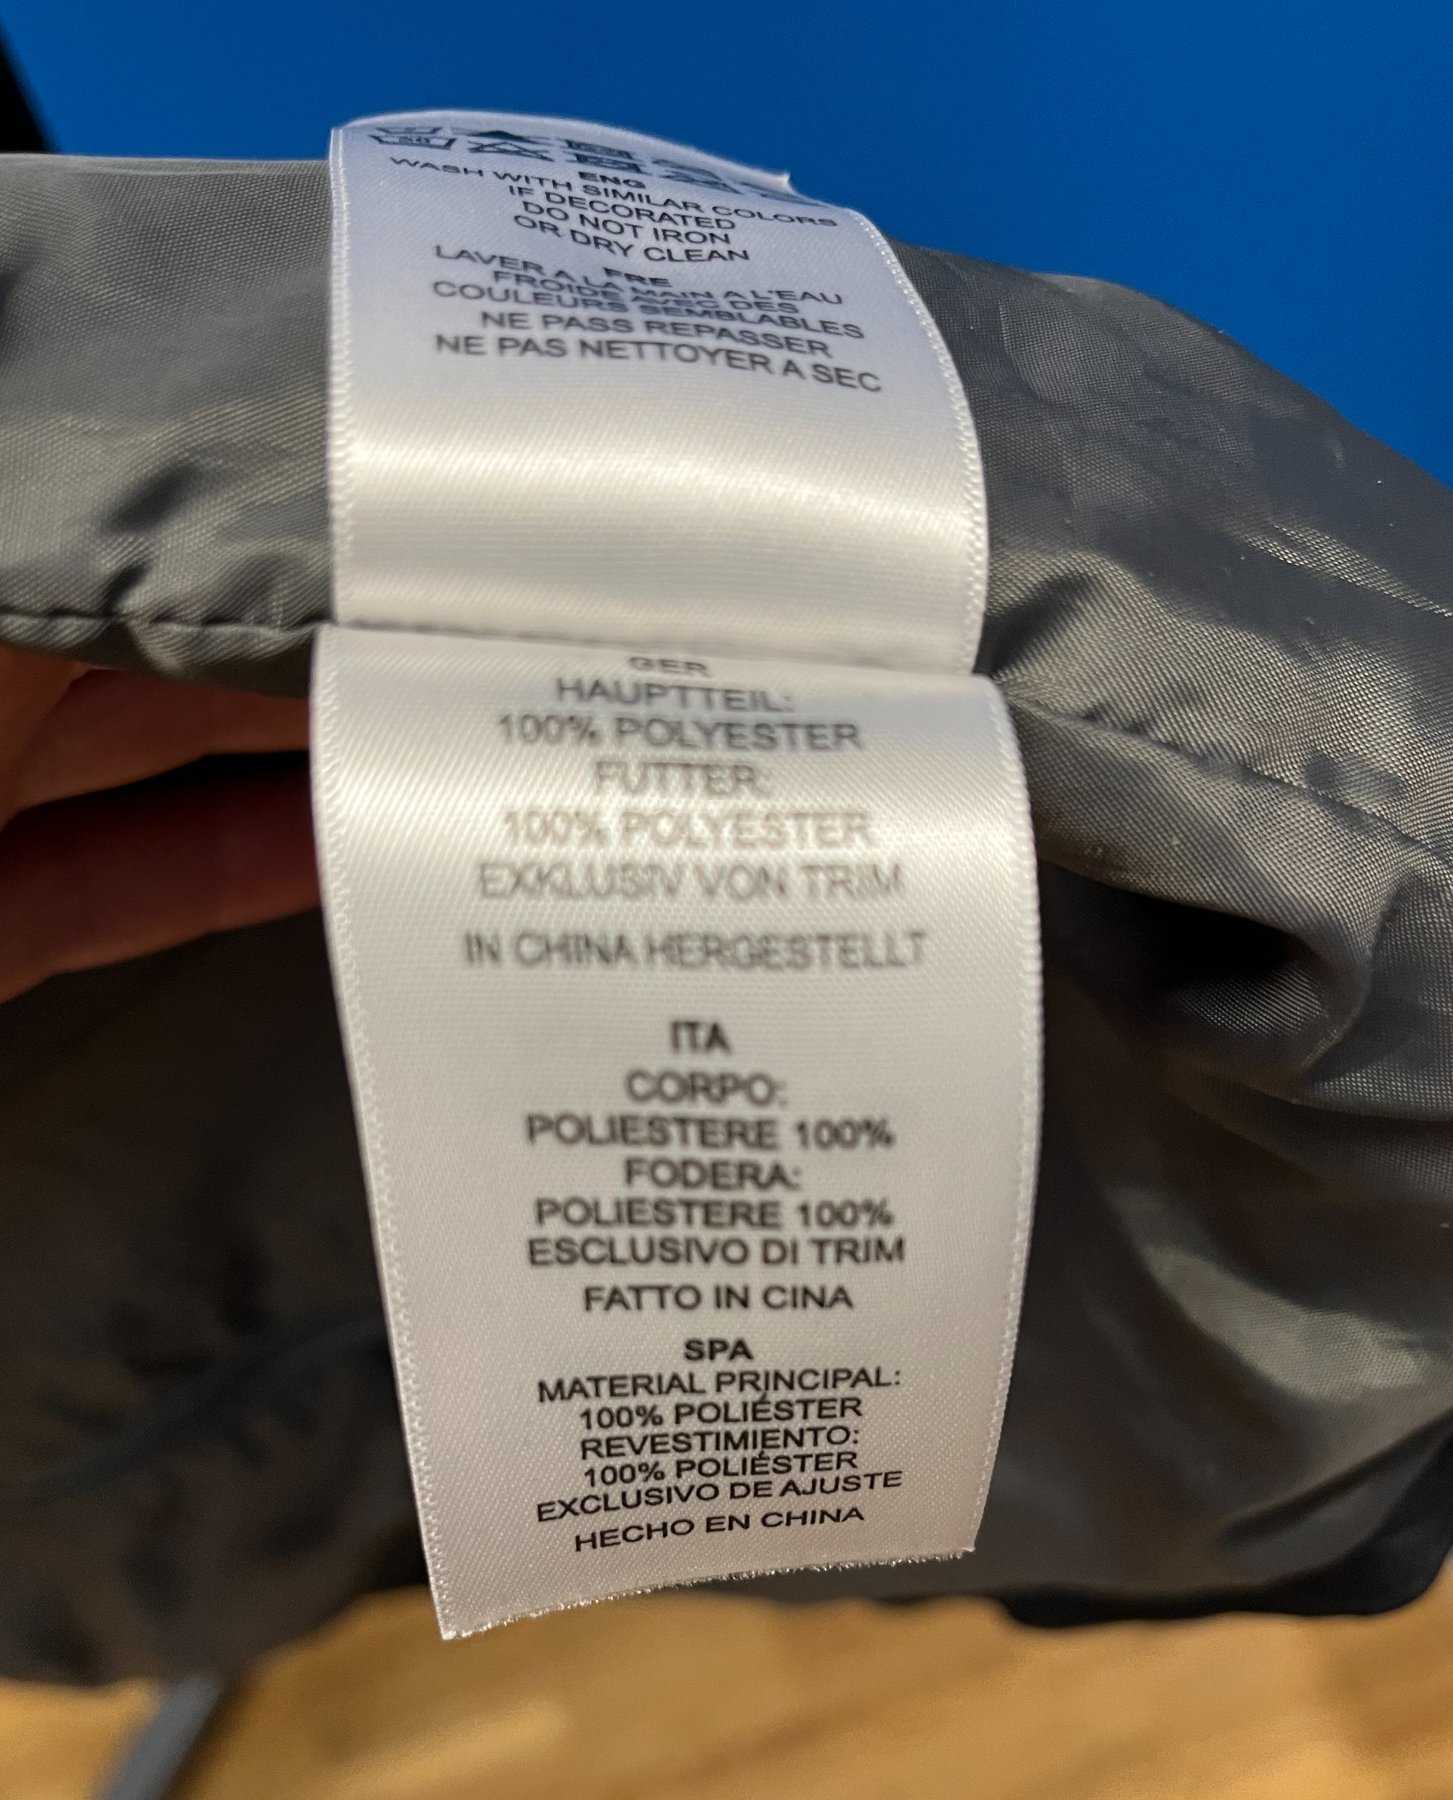 ENG
WASH WITH SIMILAR COLORS
IF DECORATED
DO NOT IRON
OR DRY CLEAN
FRE
LAVER A LA MAIN A L'EAU
FROIDE AVEC DES
COULEURS SEMBLABLES
NE PASS REPASSER
NE PAS NETTOYER A SEC
GER
HAUPTTEIL:
100% POLYESTER
FUTTER:
100% POLYESTER
EXKLUSIV VON TRIM
IN CHINA HERGESTELLT
ITA
CORPO:
POLIESTERE 100%
FODERA:
POLIESTERE 100%
ESCLUSIVO DI TRIM
FATTO IN CINA
SPA
MATERIAL PRINCIPAL:
100% POLIÉSTER
REVESTIMIENTO:
100% POLIÉSTER
EXCLUSIVO DE AJUSTE
HECHO EN CHINA